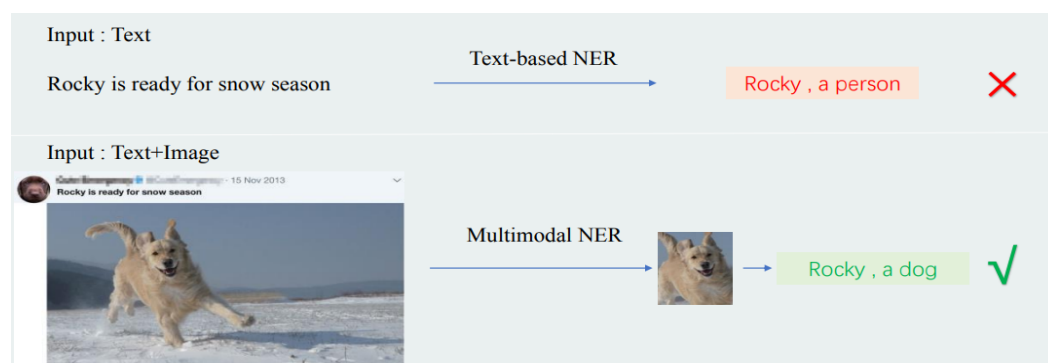 Input : Text
Text-based NER
Rocky is ready for snow season
Rocky , a person
Input : Text+Image
15 Nov 2013
Rocky is ready for snow season
Multimodal NER
Rocky , a dog